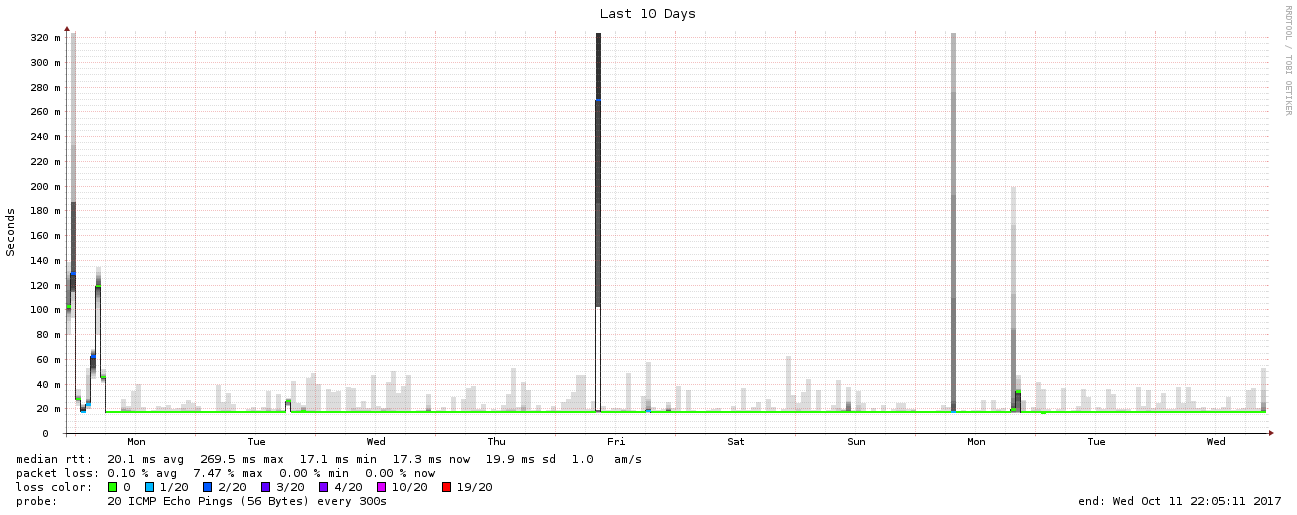 Last 10 Days
RRDTOOL / TOBI OETIKER
Seconds
320 m
300 m
280 m
260 m
240 m
220 m
200 m
180 m
160 m
140 m
120 m
100 m
80 m
60 m
40 m
20 m
0
Mon Tue Wed Thu Fri Sat Sun Mon Tue Wed
median rtt: 20.1 ms avg 269.5 ms max 17.1 ms min 17.3 ms now 19.9 ms sd 1.0 am/s
packet loss: 0.10 % avg 7.47 % max 0.00 % min 0.00 % now
loss color: 0 1/20 2/20 3/20 4/20 10/20 19/20
probe: 20 ICMP Echo Pings (56 Bytes) every 300s end: Wed Oct 11 22:05:11 2017